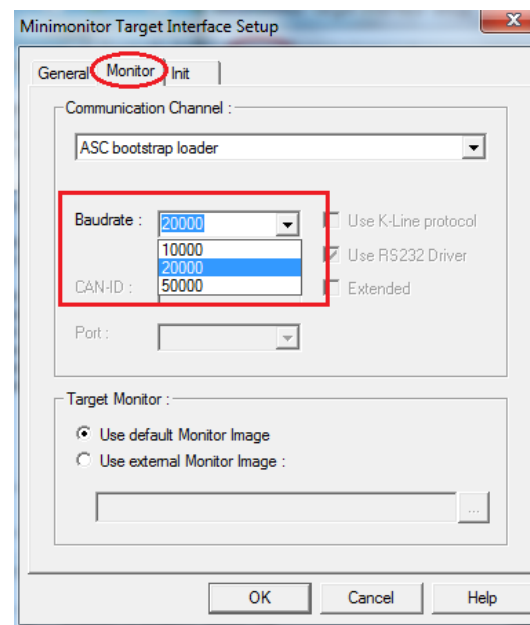 Minimonitor Target Interface Setup
General Monitor Init
Communication Channel :
ASC bootstrap loader
Baudrate : 20000 Use K-Line protocol
10000
20000 Use RS232 Driver
50000
CAN-ID : Extended
Port :
Target Monitor :
Use default Monitor Image
Use external Monitor Image :
...
OK Cancel Help